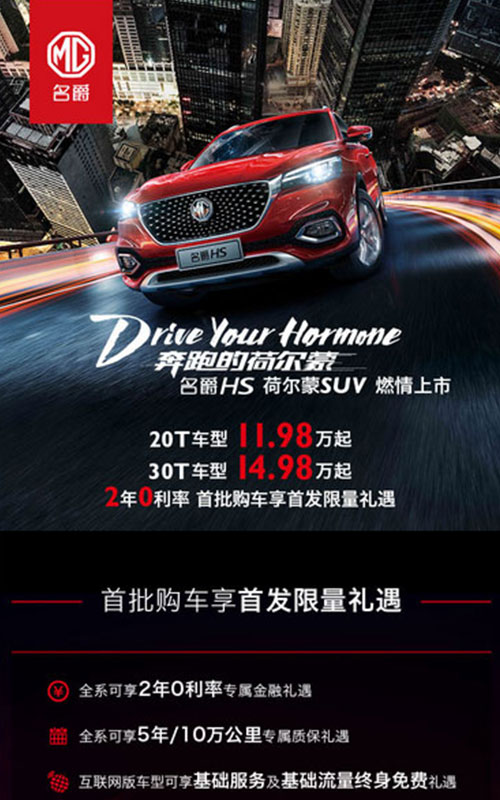 MG
名爵
名爵HS
Drive Your Hormone
奔跑的荷尔蒙
名爵HS 荷尔蒙SUV 燃情上市
20T车型 11.98万起
30T车型 14.98万起
2年0利率 首批购车享首发限量礼遇
首批购车享首发限量礼遇
全系可享2年0利率专属金融礼遇
全系可享5年/10万公里专属质保礼遇
互联网版车型可享基础服务及基础流量终身免费礼遇